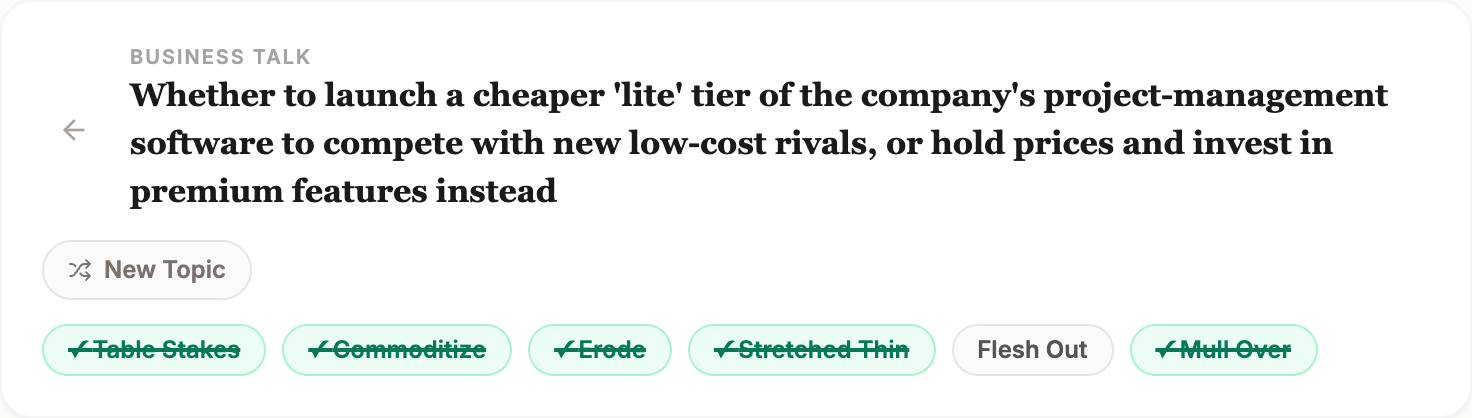 BUSINESS TALK
Whether to launch a cheaper 'lite' tier of the company's project-management
software to compete with new low-cost rivals, or hold prices and invest in
premium features instead
New Topic
✓ Table Stakes ✓ Commoditize ✓ Erode ✓ Stretched Thin Flesh Out ✓ Mull Over